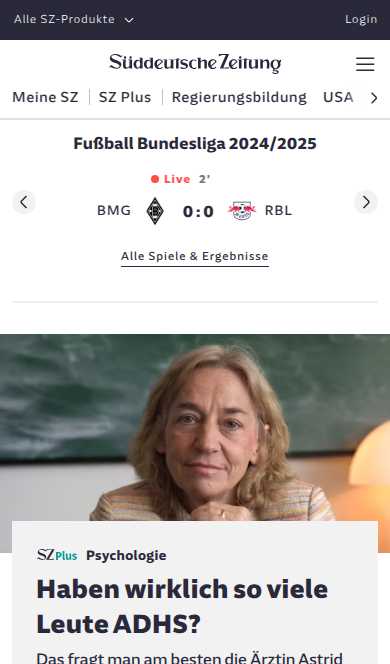 Alle SZ-Produkte
Login
Süddeutsche Zeitung
Meine SZ
SZ Plus
Regierungsbildung
USA
Fußball Bundesliga 2024/2025
Live 2’
BMG 0:0 RBL
Alle Spiele & Ergebnisse
SZ Plus Psychologie
Haben wirklich so viele
Leute ADHS?
Das fragt man am besten die Ärztin Astrid